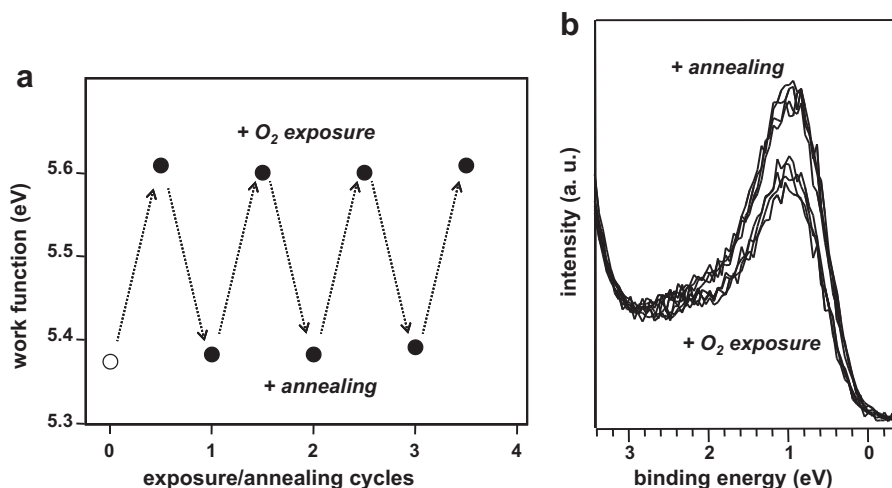 a
work function (eV)
5.6
5.5
5.4
5.3
+ O₂ exposure
+ annealing
0 1 2 3 4
exposure/annealing cycles
b
intensity (a. u.)
+ annealing
+ O₂ exposure
3 2 1 0
binding energy (eV)